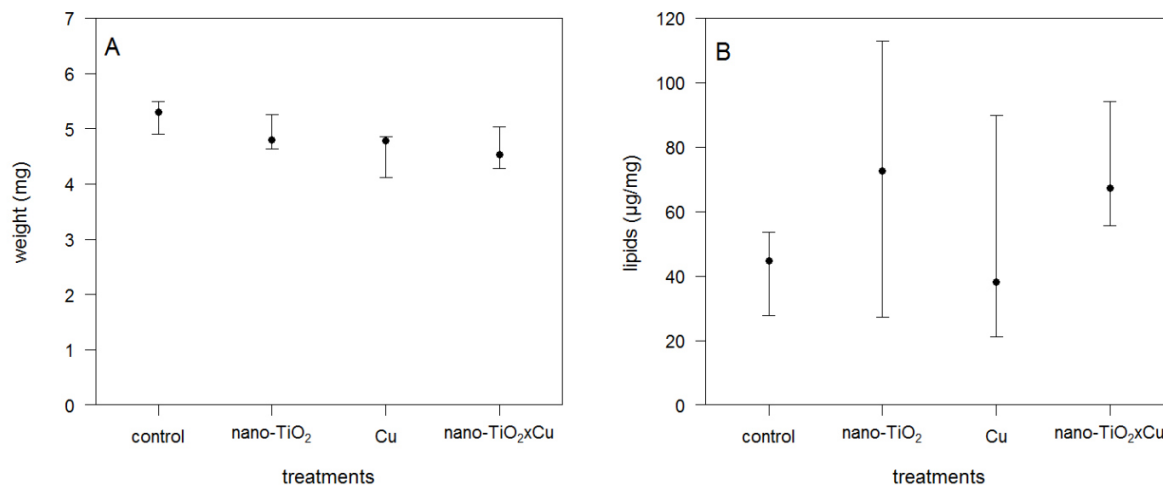 A
weight (mg)
7
6
5
4
3
2
1
0
control
nano-TiO₂
Cu
nano-TiO₂xCu
treatments
B
lipids (µg/mg)
120
100
80
60
40
20
0
control
nano-TiO₂
Cu
nano-TiO₂xCu
treatments